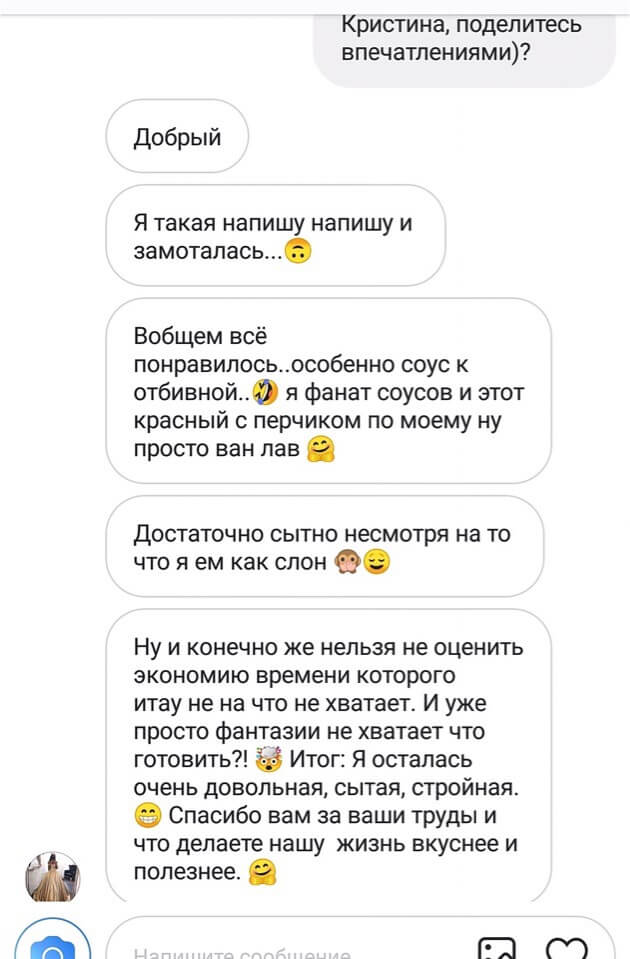 Кристина, поделитесь
впечатлениями)?
Добрый
Я такая напишу напишу и
замоталась...🙃
Вобщем всё
понравилось..особенно соус к
отбивной..🤣 я фанат соусов и этот
красный с перчиком по моему ну
просто ван лав 🤗
Достаточно сытно несмотря на то
что я ем как слон 🙊😌
Ну и конечно же нельзя не оценить
экономию времени которого
итау не на что не хватает. И уже
просто фантазии не хватает что
готовить?! 🤯 Итог: Я осталась
очень довольная, сытая, стройная.
😁 Спасибо вам за ваши труды и
что делаете нашу жизнь вкуснее и
полезнее. 🤗
Напишите сообщение